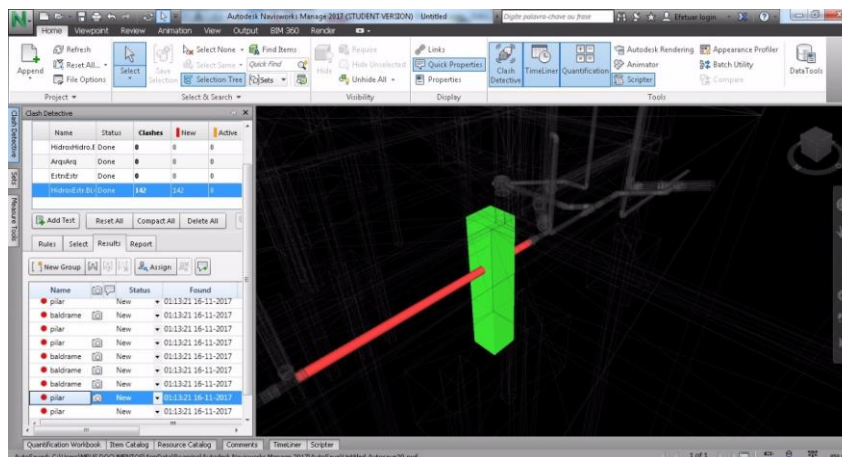 Autodesk Navisworks Manage 2017 (STUDENT VERSION) Untitled
Digite palavra-chave ou frase
Efetuar login
Home Viewpoint Review Animation View Output BIM 360 Render
Append
Refresh
Reset All...
File Options
Project
Select
Save Selection
Select None
Select Same
Selection Tree
Find Items
Quick Find
Sets
Select & Search
Hide
Require
Hide Unselected
Unhide All
Visibility
Links
Quick Properties
Properties
Display
Clash Detective
TimeLiner
Quantification
Autodesk Rendering
Animator
Scripter
Appearance Profiler
Batch Utility
Compare
Tools
DataTools
Clash Detective
Sets
Measure Tools
Clash Detective
Name Status Clashes New Active
HidroxHidro.E Done 0 0 0
ArqxArq Done 0 0 0
EstrxEstr Done 0 0 0
HidroxEstr.BL Done 142 142 0
Add Test Reset All Compact All Delete All
Rules Select Results Report
New Group Assign
Name Status Found
pilar New 01:13:21 16-11-2017
baldrame New 01:13:21 16-11-2017
pilar New 01:13:21 16-11-2017
baldrame New 01:13:21 16-11-2017
baldrame New 01:13:21 16-11-2017
baldrame New 01:13:21 16-11-2017
baldrame New 01:13:21 16-11-2017
pilar New 01:13:21 16-11-2017
pilar New 01:13:21 16-11-2017
Quantification Workbook Item Catalog Resource Catalog Comments TimeLiner Scripter
1 of 1